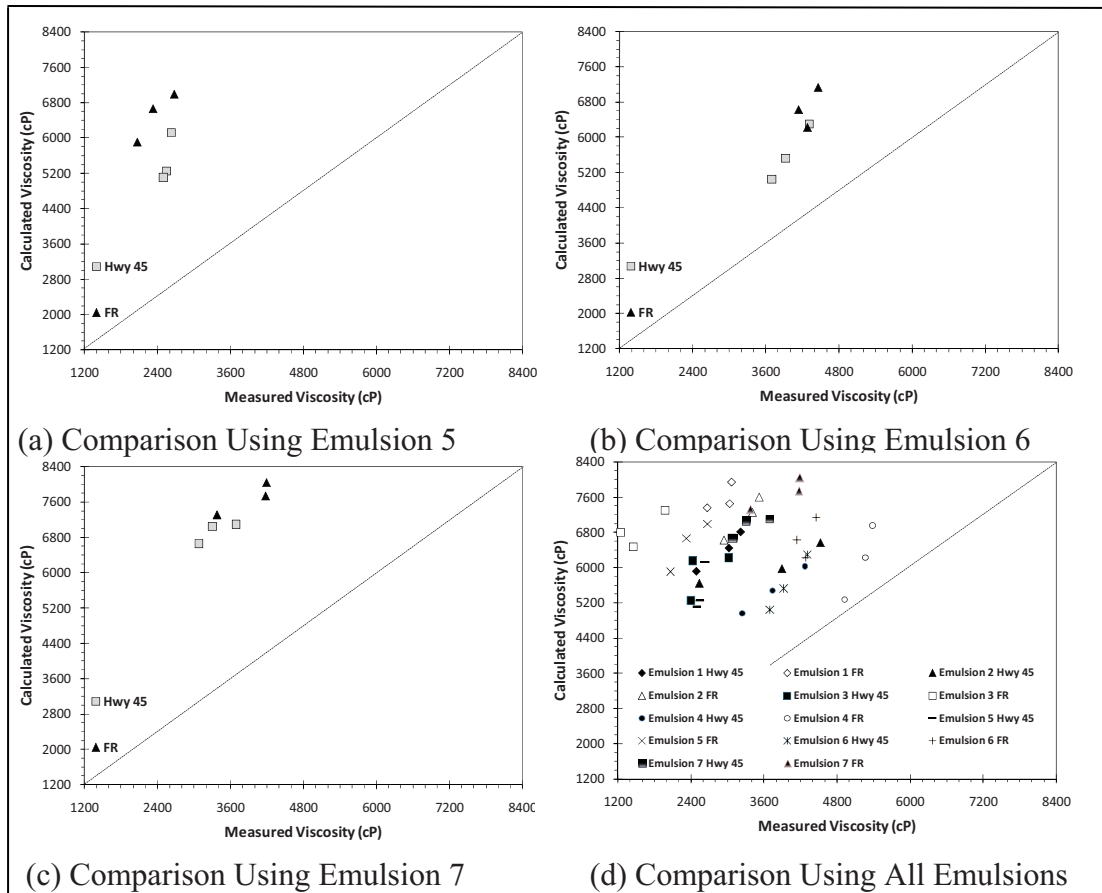 8400
7600
6800
6000
5200
4400
3600
2800
2000
1200
Calculated Viscosity (cP)
Hwy 45
FR
1200 2400 3600 4800 6000 7200 8400
Measured Viscosity (cP)
(a) Comparison Using Emulsion 5
8400
7600
6800
6000
5200
4400
3600
2800
2000
1200
Calculated Viscosity (cP)
Hwy 45
FR
1200 2400 3600 4800 6000 7200 8400
Measured Viscosity (cP)
(b) Comparison Using Emulsion 6
8400
7600
6800
6000
5200
4400
3600
2800
2000
1200
Calculated Viscosity (cP)
Hwy 45
FR
1200 2400 3600 4800 6000 7200 8400
Measured Viscosity (cP)
(c) Comparison Using Emulsion 7
8400
7600
6800
6000
5200
4400
3600
2800
2000
1200
Calculated Viscosity (cP)
Emulsion 1 Hwy 45 Emulsion 1 FR Emulsion 2 Hwy 45
Emulsion 2 FR Emulsion 3 Hwy 45 Emulsion 3 FR
Emulsion 4 Hwy 45 Emulsion 4 FR Emulsion 5 Hwy 45
Emulsion 5 FR Emulsion 6 Hwy 45 Emulsion 6 FR
Emulsion 7 Hwy 45 Emulsion 7 FR
1200 2400 3600 4800 6000 7200 8400
Measured Viscosity (cP)
(d) Comparison Using All Emulsions